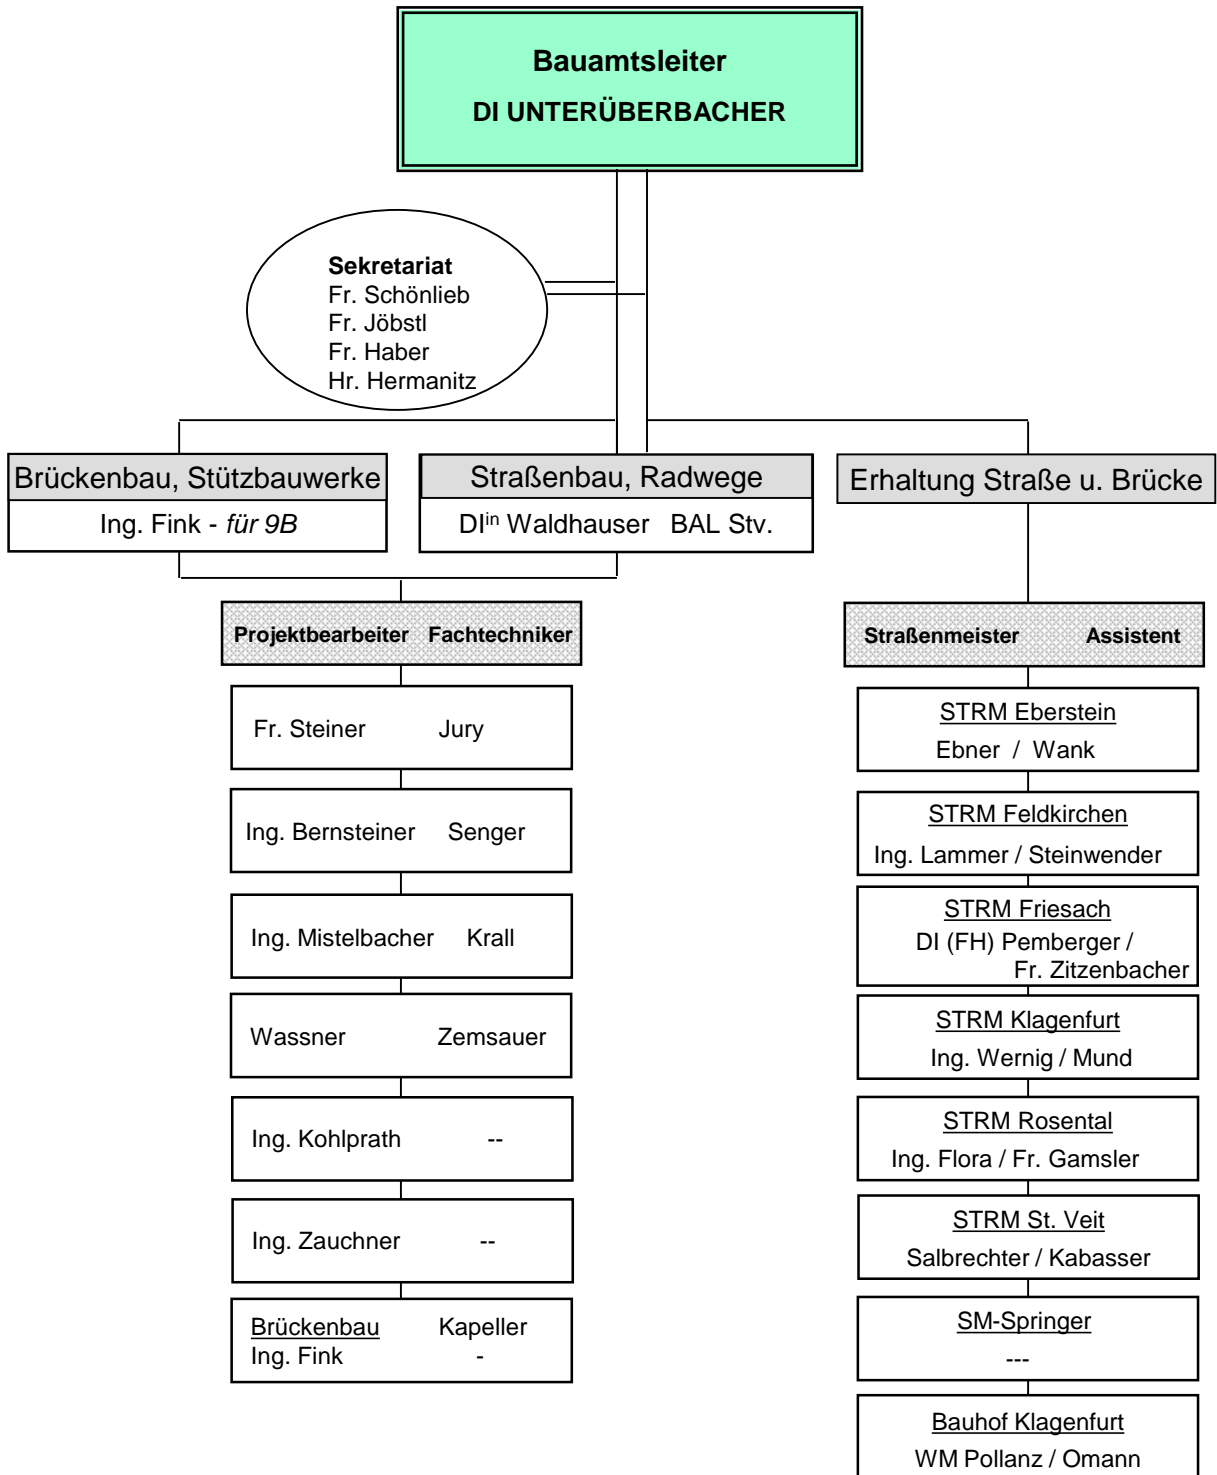 Bauamtsleiter
DI UNTERÜBERBACHER
Sekretariat
Fr. Schönlieb
Fr. Jöbstl
Fr. Haber
Hr. Hermanitz
Brückenbau, Stützbauwerke
Ing. Fink - für 9B
Straßenbau, Radwege
DIin Waldhauser BAL Stv.
Erhaltung Straße u. Brücke
Projektbearbeiter Fachtechniker
Fr. Steiner Jury
Ing. Bernsteiner Senger
Ing. Mistelbacher Krall
Wassner Zemsauer
Ing. Kohlprath --
Ing. Zauchner --
Brückenbau Kapeller
Ing. Fink -
Straßenmeister Assistent
STRM Eberstein
Ebner / Wank
STRM Feldkirchen
Ing. Lammer / Steinwender
STRM Friesach
DI (FH) Pemberger /
Fr. Zitzenbacher
STRM Klagenfurt
Ing. Wernig / Mund
STRM Rosental
Ing. Flora / Fr. Gamsler
STRM St. Veit
Salbrechter / Kabasser
SM-Springer
---
Bauhof Klagenfurt
WM Pollanz / Omann